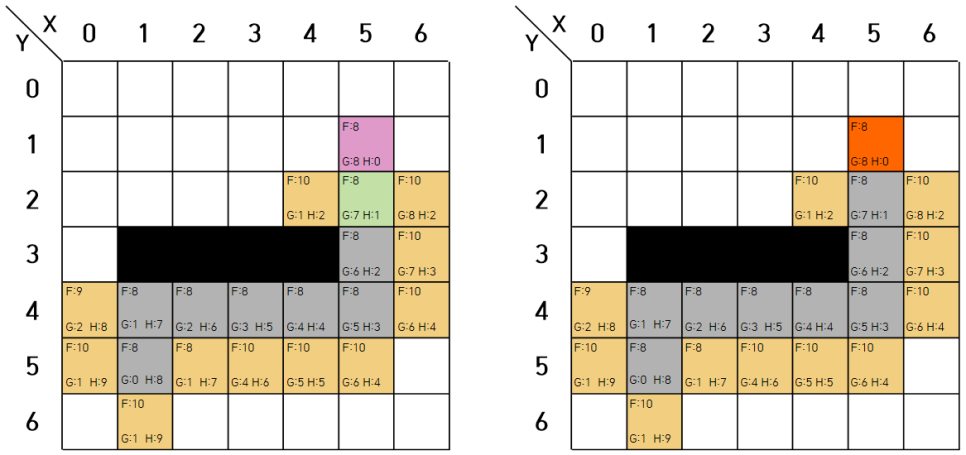 X 0 1 2 3 4 5 6
Y
0
1
F:8
G:8 H:0
2
F:10 F:8 F:10
G:1 H:2 G:7 H:1 G:8 H:2
3
F:8 F:10
G:6 H:2 G:7 H:3
4
F:9 F:8 F:8 F:8 F:8 F:8 F:10
G:2 H:8 G:1 H:7 G:2 H:6 G:3 H:5 G:4 H:4 G:5 H:3 G:6 H:4
5
F:10 F:8 F:8 F:10 F:10 F:10
G:1 H:9 G:0 H:8 G:1 H:7 G:4 H:6 G:5 H:5 G:6 H:4
6
F:10
G:1 H:9
X 0 1 2 3 4 5 6
Y
0
1
F:8
G:8 H:0
2
F:10 F:8 F:10
G:1 H:2 G:7 H:1 G:8 H:2
3
F:8 F:10
G:6 H:2 G:7 H:3
4
F:9 F:8 F:8 F:8 F:8 F:8 F:10
G:2 H:8 G:1 H:7 G:2 H:6 G:3 H:5 G:4 H:4 G:5 H:3 G:6 H:4
5
F:10 F:8 F:8 F:10 F:10 F:10
G:1 H:9 G:0 H:8 G:1 H:7 G:4 H:6 G:5 H:5 G:6 H:4
6
F:10
G:1 H:9